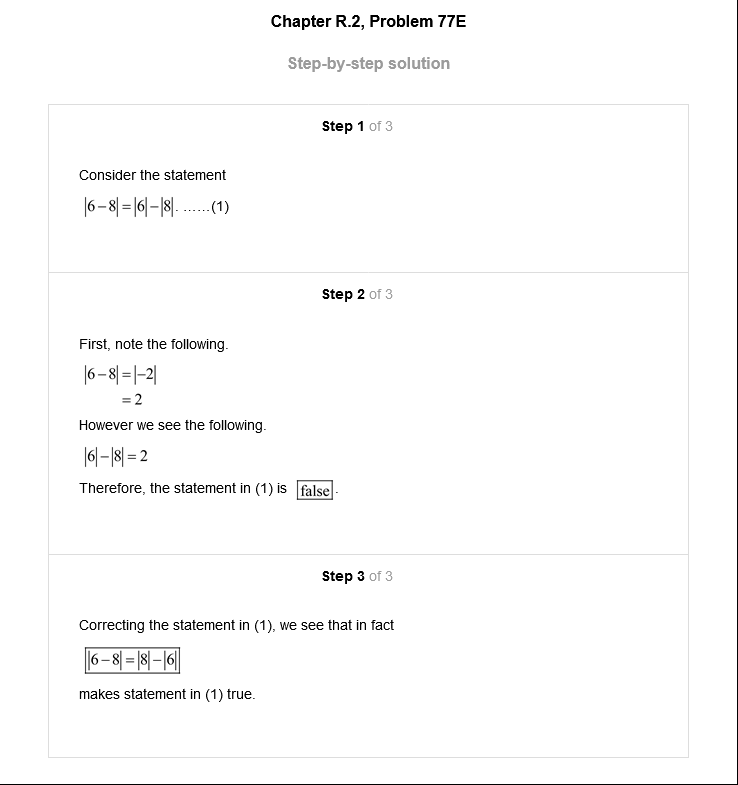 Chapter R.2, Problem 77E
Step-by-step solution
Step 1 of 3
Consider the statement
|6−8|=|6|−|8|. ......(1)
Step 2 of 3
First, note the following.
|6−8|=|−2|
=2
However we see the following.
|6|−|8|=2
Therefore, the statement in (1) is false.
Step 3 of 3
Correcting the statement in (1), we see that in fact
|6−8|=|8|−|6|
makes statement in (1) true.